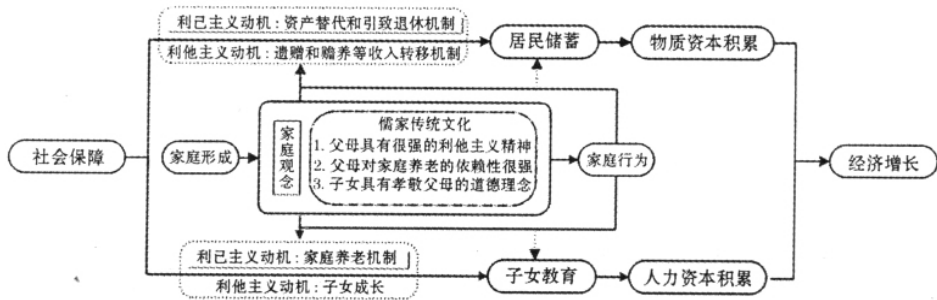 利己主义动机：资产替代和引致退休机制
利他主义动机：遗赠和赡养等收入转移机制
居民储蓄
物质资本积累
社会保障
家庭形成
家庭观念
儒家传统文化
1. 父母具有很强的利他主义精神
2. 父母对家庭养老的依赖性很强
3. 子女具有孝敬父母的道德理念
家庭行为
经济增长
利己主义动机：家庭养老机制
利他主义动机：子女成长
子女教育
人力资本积累